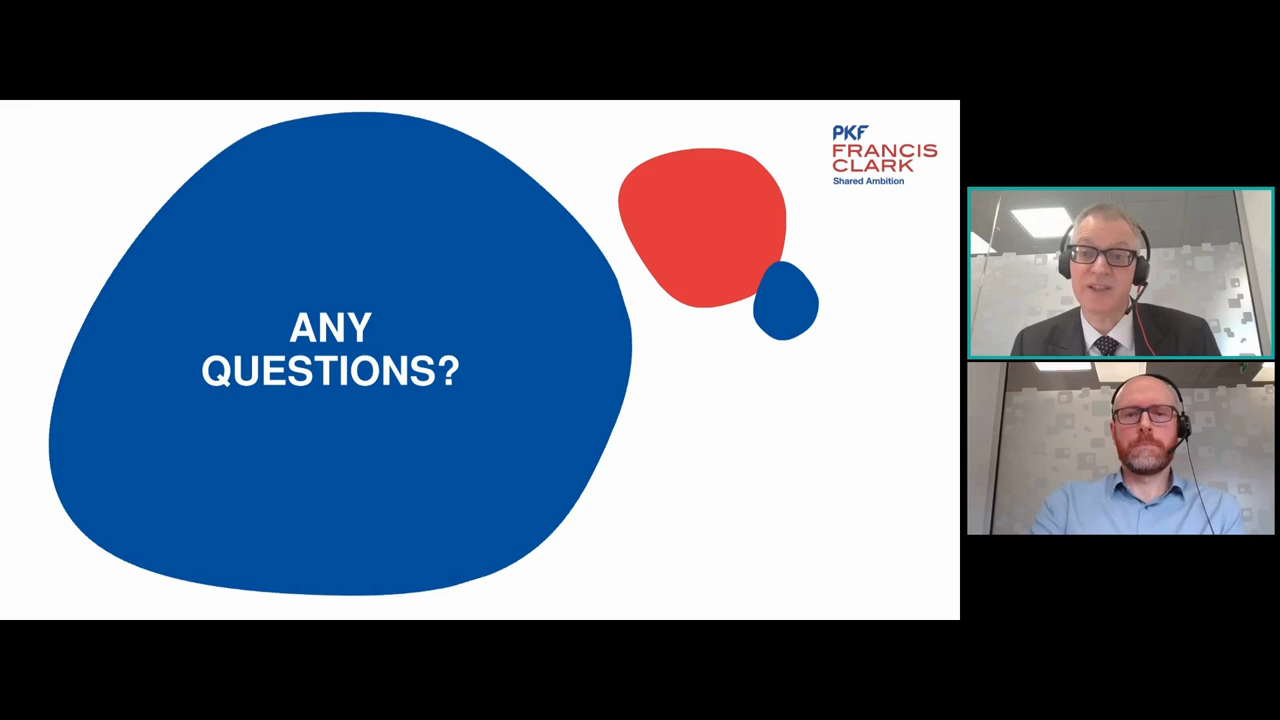 ANY
QUESTIONS?
PKF
FRANCIS
CLARK
Shared Ambition